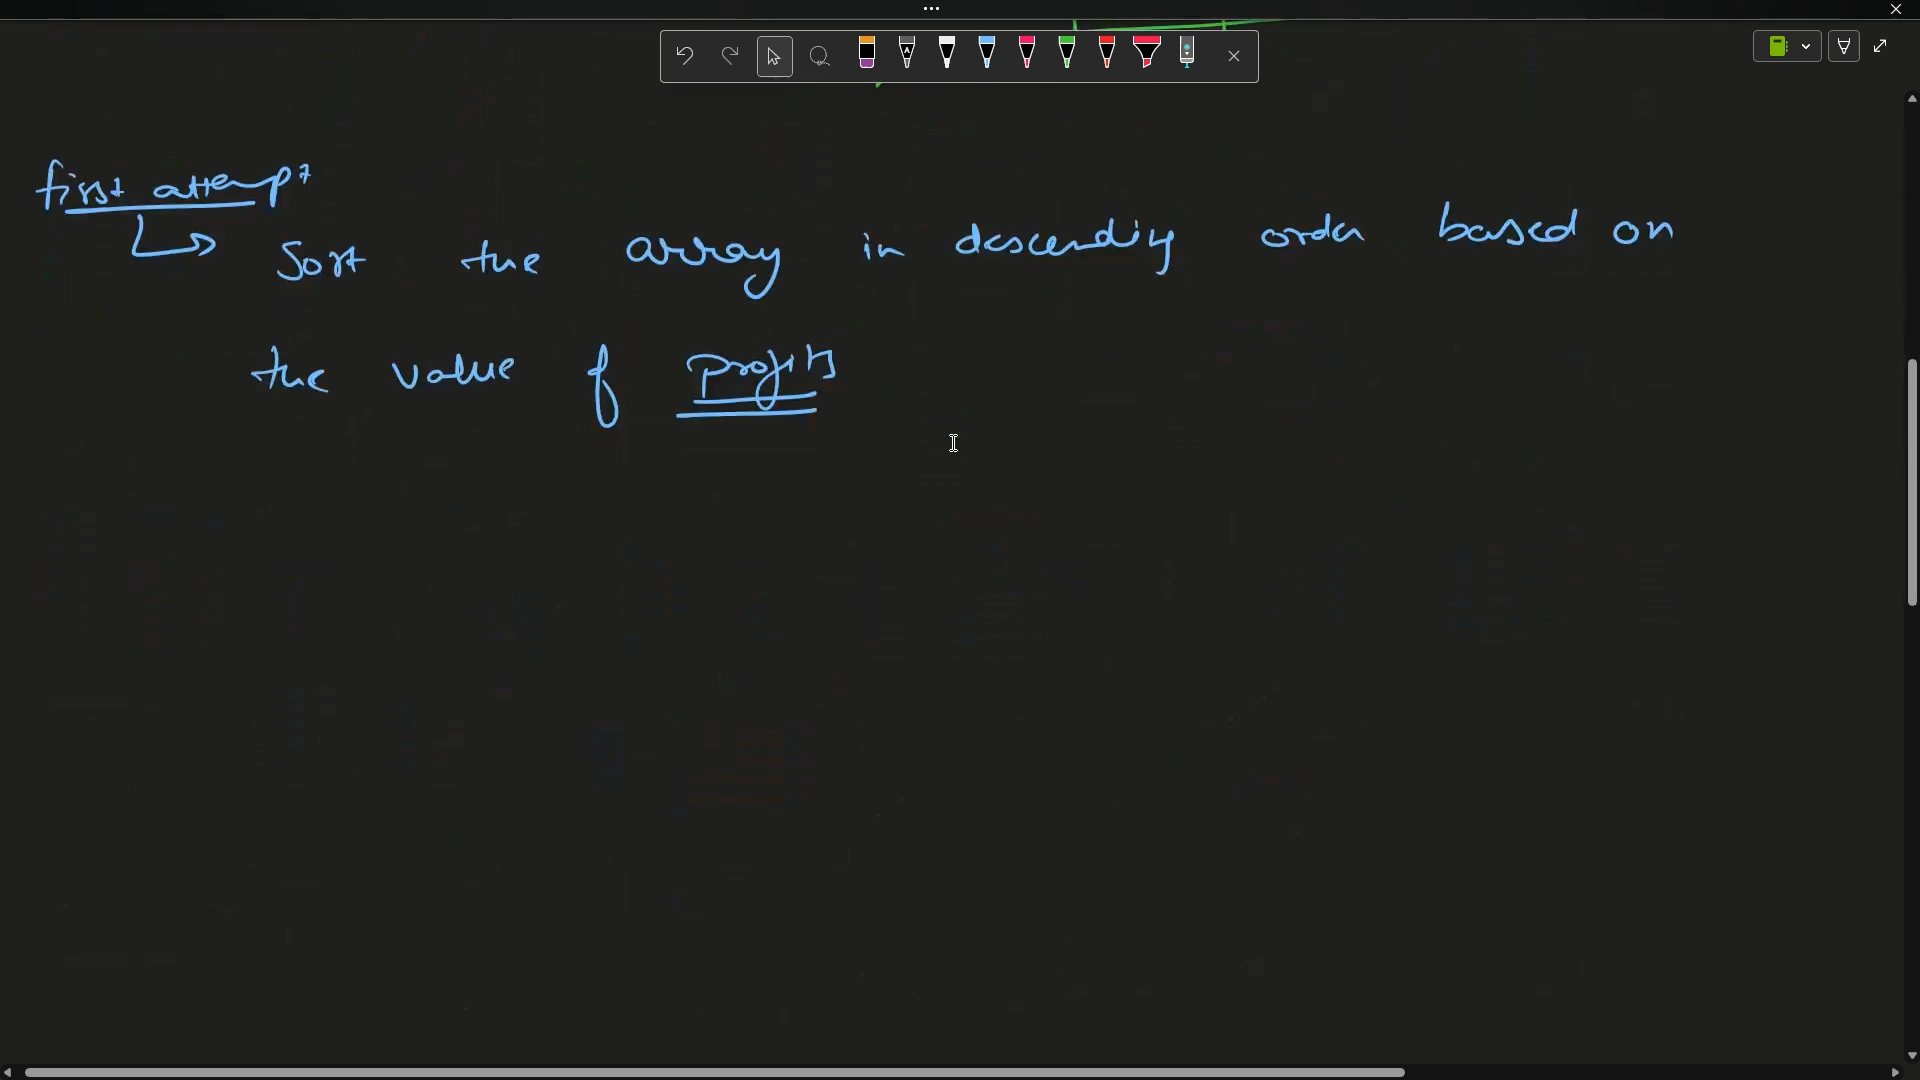 first attempt
Sort the array in descending order based on
the value of profits